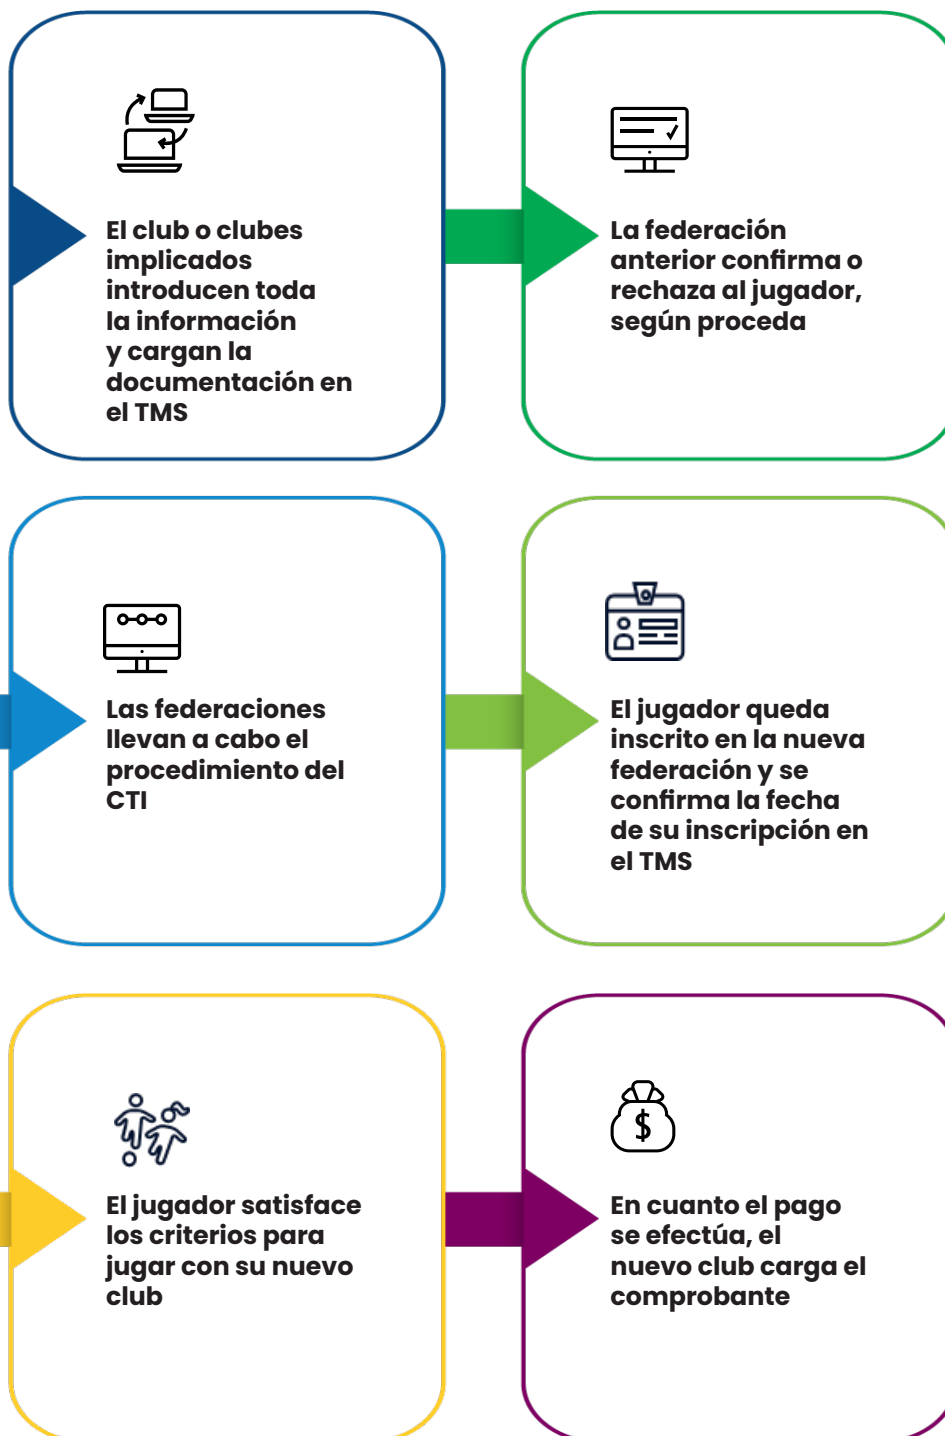 El club o clubes
implicados
introducen toda
la información
y cargan la
documentación en
el TMS
La federación
anterior confirma o
rechaza al jugador,
según proceda
Las federaciones
llevan a cabo el
procedimiento del
CTI
El jugador queda
inscrito en la nueva
federación y se
confirma la fecha
de su inscripción en
el TMS
El jugador satisface
los criterios para
jugar con su nuevo
club
$
En cuanto el pago
se efectúa, el
nuevo club carga el
comprobante